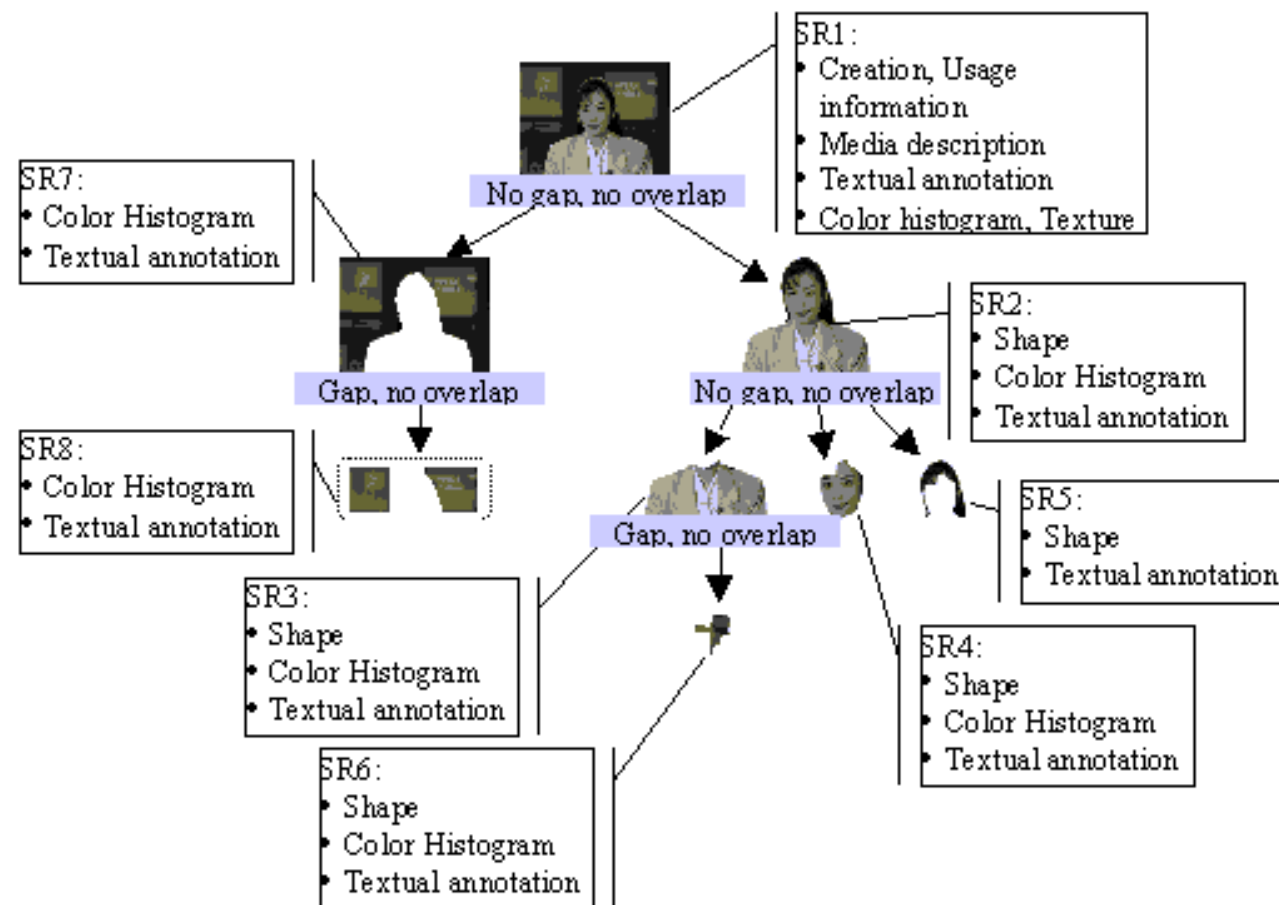 SR1:
• Creation, Usage
information
• Media description
• Textual annotation
• Color histogram, Texture
No gap, no overlap
SR7:
• Color Histogram
• Textual annotation
Gap, no overlap
No gap, no overlap
SR2:
• Shape
• Color Histogram
• Textual annotation
SR8:
• Color Histogram
• Textual annotation
Gap, no overlap
SR5:
• Shape
• Textual annotation
SR3:
• Shape
• Color Histogram
• Textual annotation
SR4:
• Shape
• Color Histogram
• Textual annotation
SR6:
• Shape
• Color Histogram
• Textual annotation